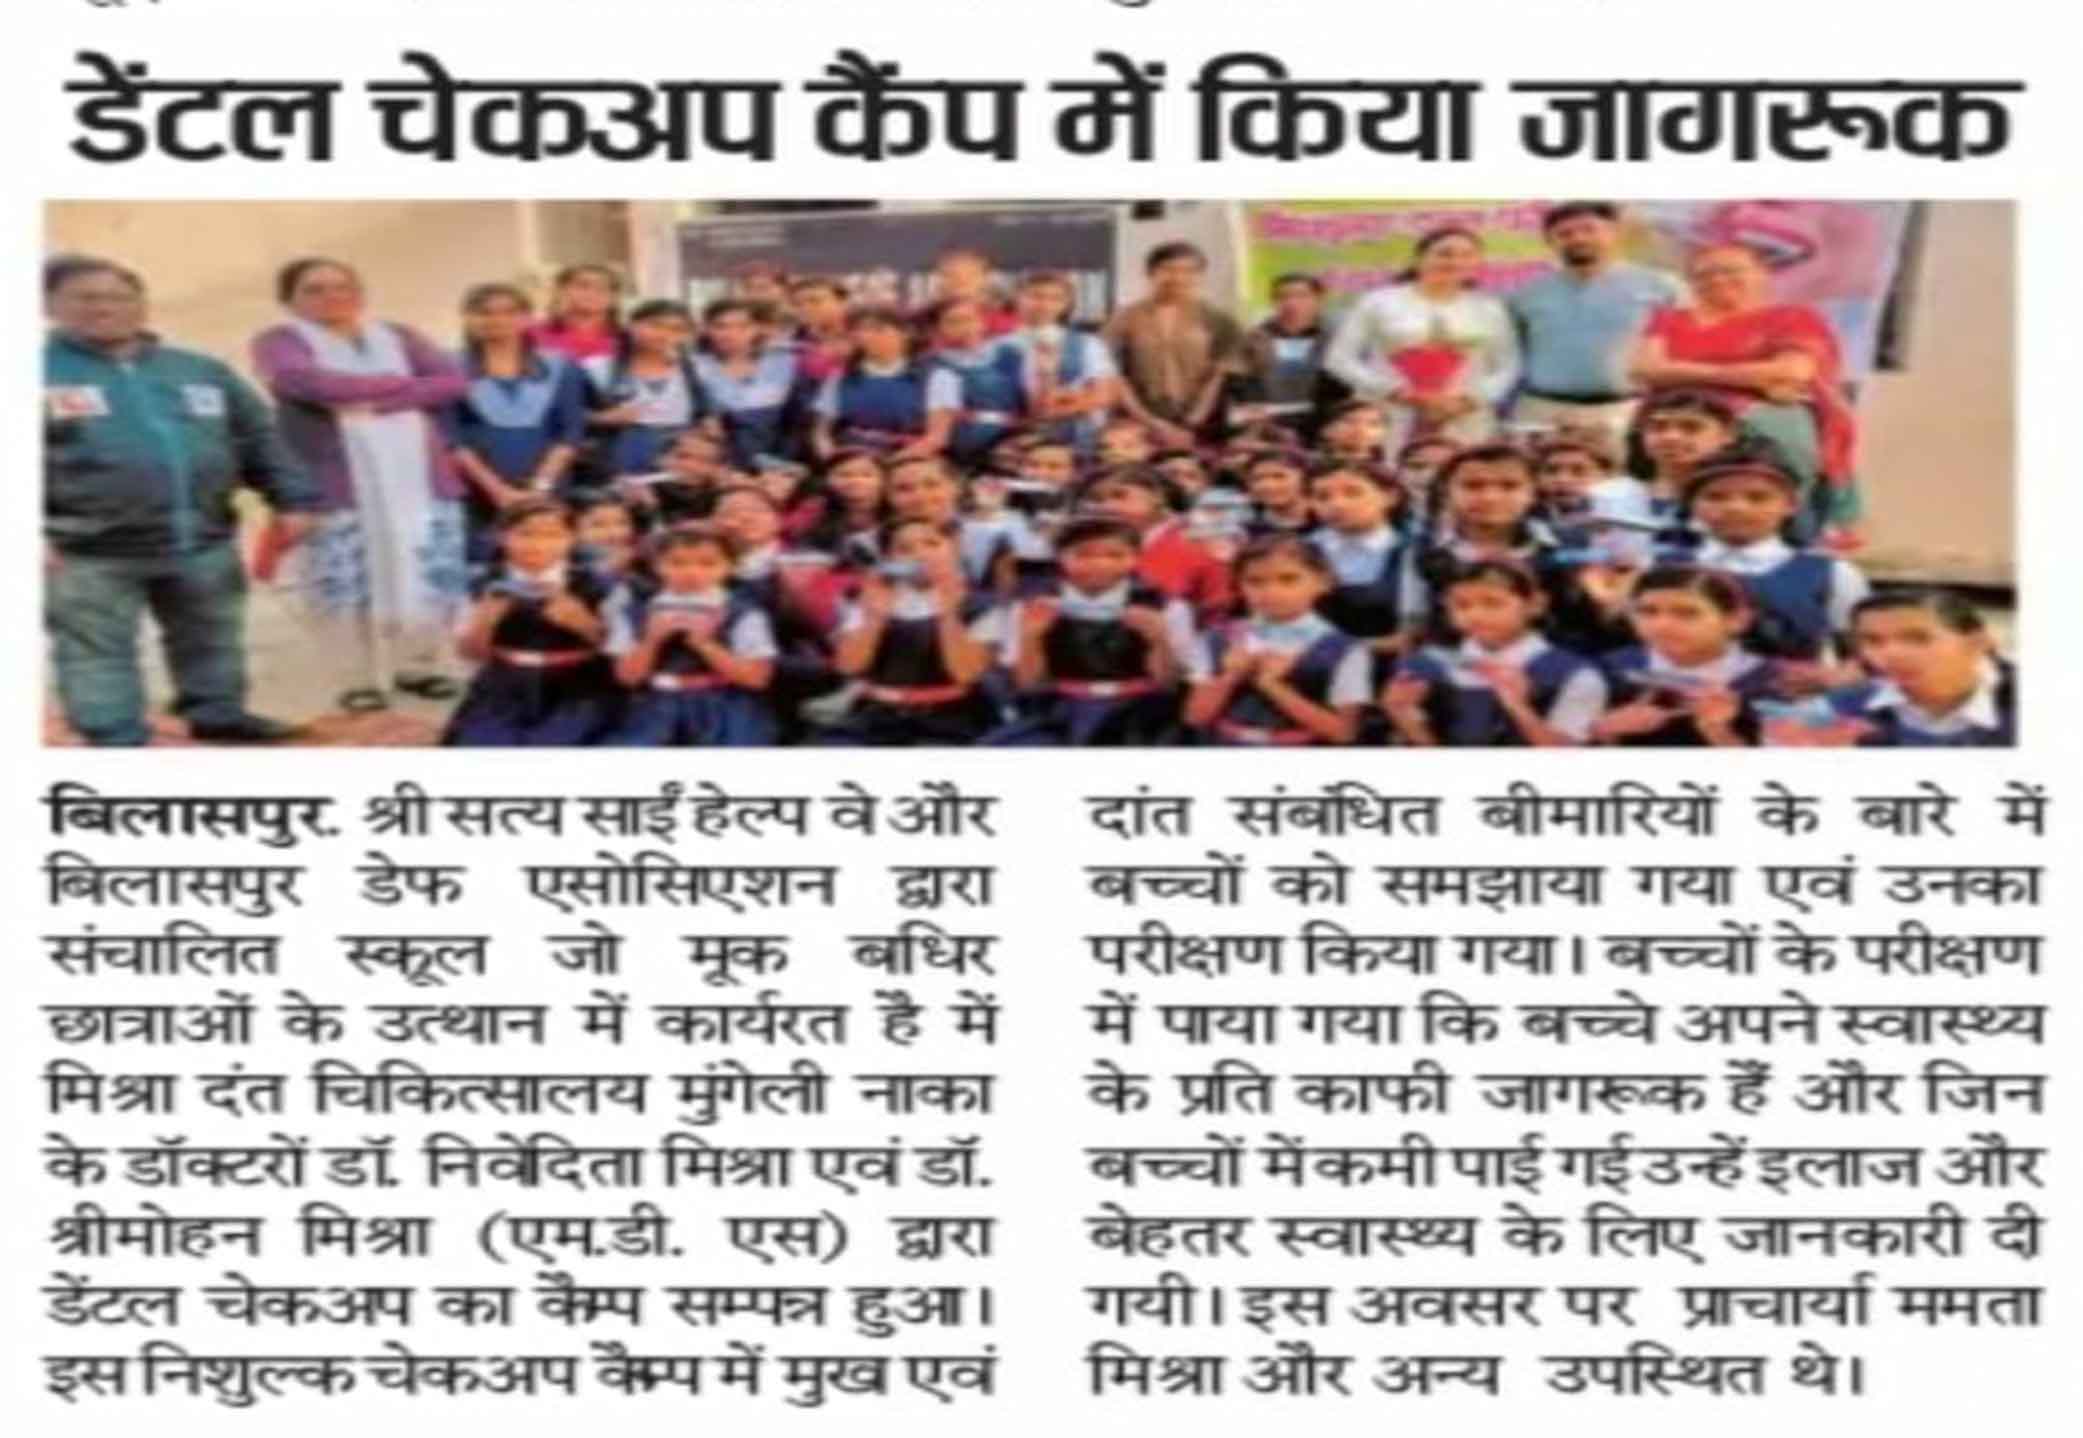 डेंटल चेकअप कैंप में किया जागरूक
बिलासपुर. श्री सत्य साईं हेल्प वे और
बिलासपुर डेफ एसोसिएशन द्वारा
संचालित स्कूल जो मूक बधिर
छात्राओं के उत्थान में कार्यरत है में
मिश्रा दंत चिकित्सालय मुंगेली नाका
के डॉक्टरों डॉ. निवेदिता मिश्रा एवं डॉ.
श्रीमोहन मिश्रा (एम.डी. एस) द्वारा
डेंटल चेकअप का कैम्प सम्पन्न हुआ।
इस निशुल्क चेकअप कैम्प में मुख एवं
दांत संबंधित बीमारियों के बारे में
बच्चों को समझाया गया एवं उनका
परीक्षण किया गया। बच्चों के परीक्षण
में पाया गया कि बच्चे अपने स्वास्थ्य
के प्रति काफी जागरूक हैं और जिन
बच्चों में कमी पाई गई उन्हें इलाज और
बेहतर स्वास्थ्य के लिए जानकारी दी
गयी। इस अवसर पर प्राचार्या ममता
मिश्रा और अन्य उपस्थित थे।